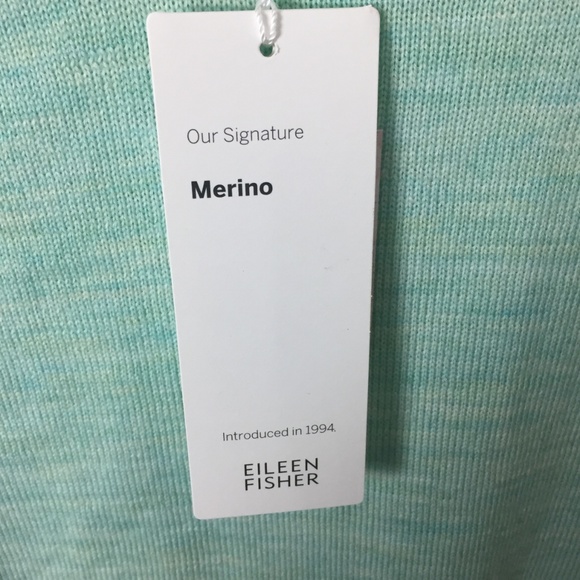 Our Signature
Merino
Introduced in 1994.
EILEEN
FISHER